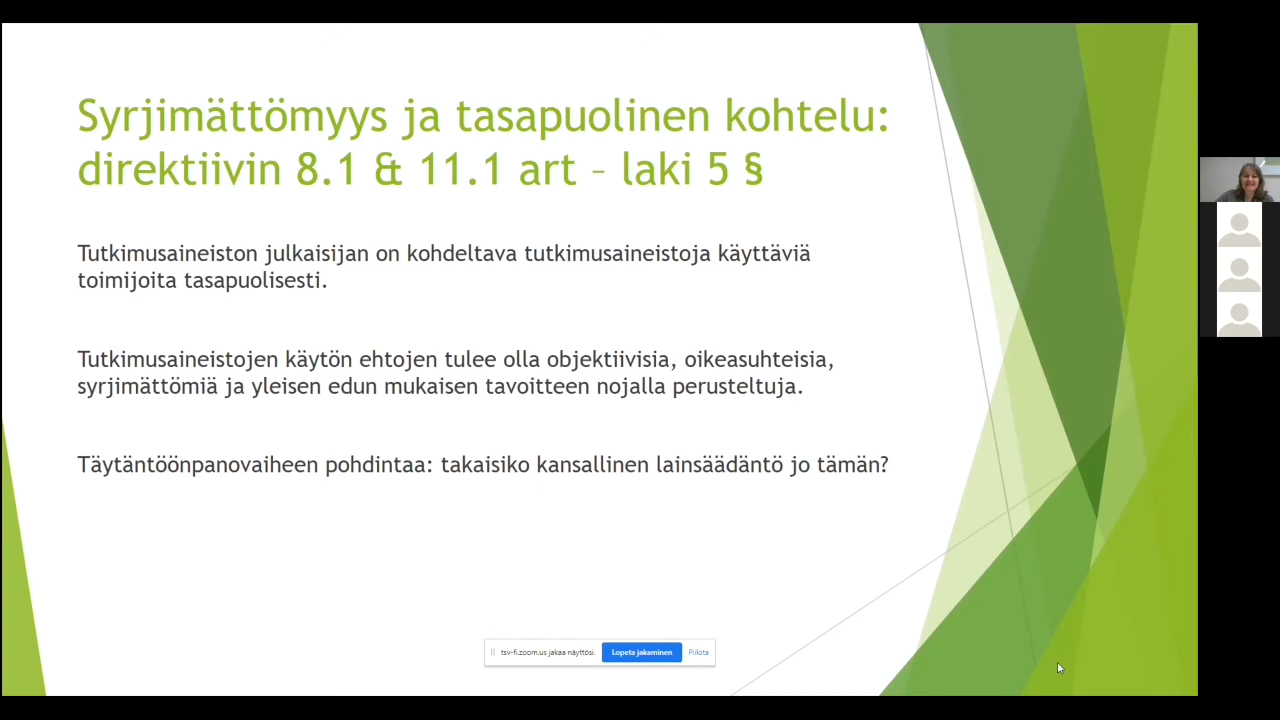 Syrjimättömyys ja tasapuolinen kohtelu:
direktiivin 8.1 & 11.1 art – laki 5 §
Tutkimusaineiston julkaisijan on kohdeltava tutkimusaineistoja käyttäviä
toimijoita tasapuolisesti.
Tutkimusaineistojen käytön ehtojen tulee olla objektiivisia, oikeasuhteisia,
syrjimättömiä ja yleisen edun mukaisen tavoitteen nojalla perusteltuja.
Täytäntöönpanovaiheen pohdintaa: takaisiko kansallinen lainsäädäntö jo tämän?
tsv-fi.zoom.us jakaa näyttösi. Lopeta jakaminen Piilota